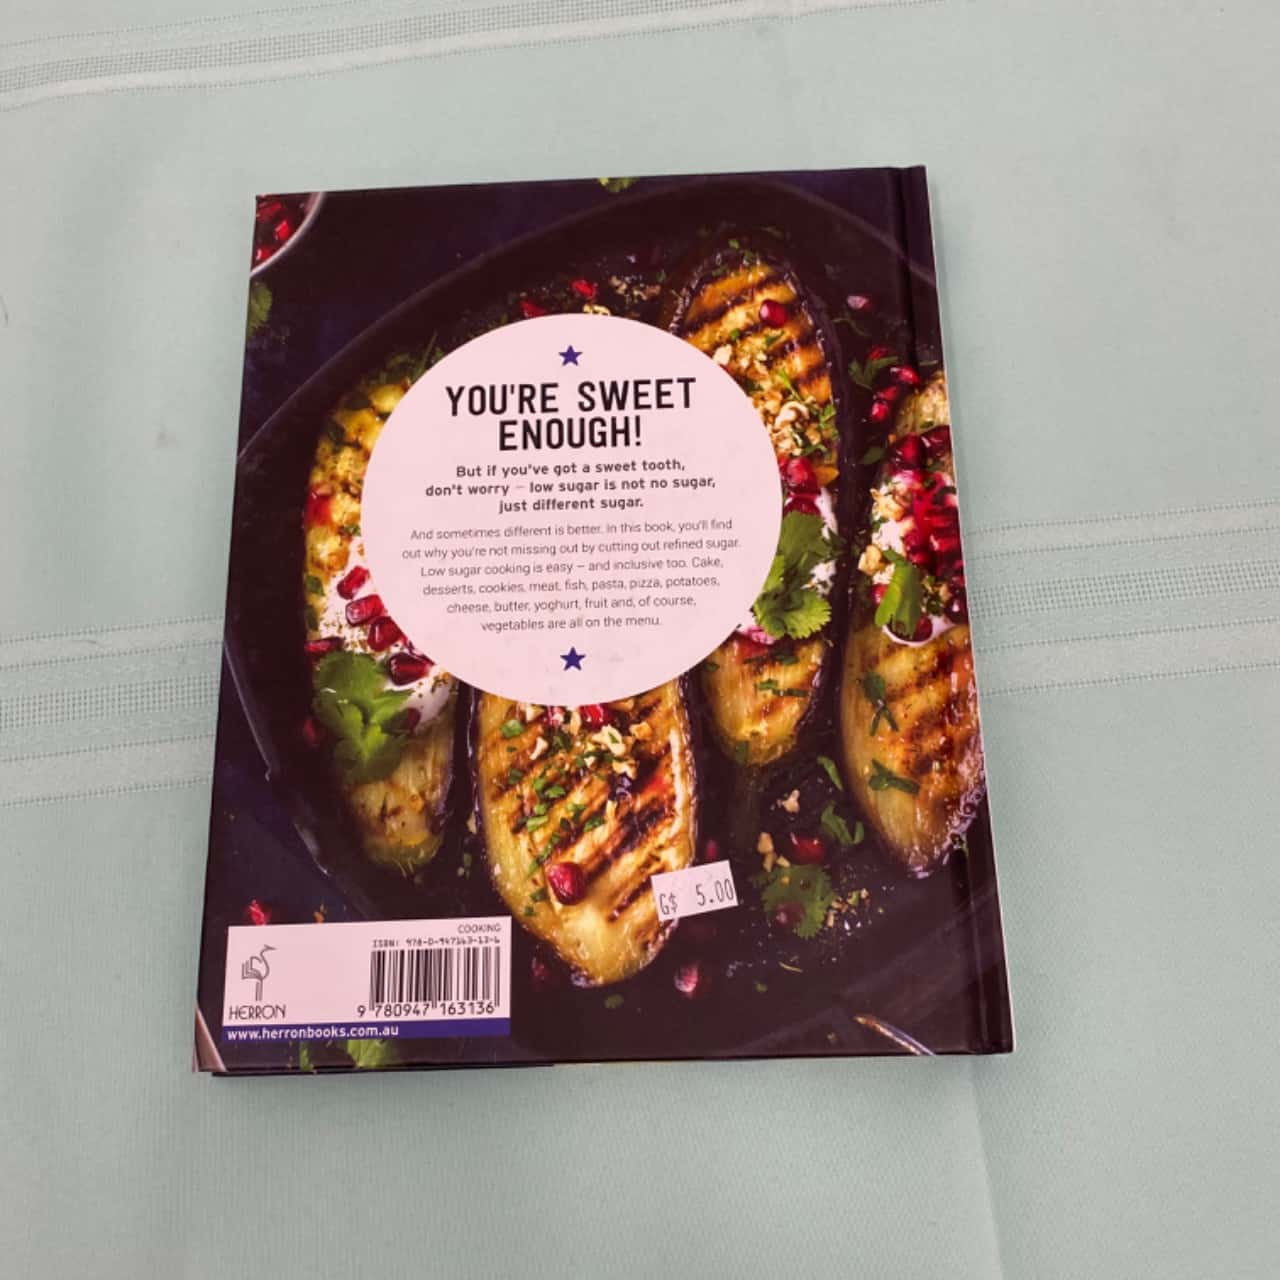 YOU'RE SWEET
ENOUGH!
But if you've got a sweet tooth,
don't worry – low sugar is not no sugar,
just different sugar.
And sometimes different is better. In this book, you'll find
out why you're not missing out by cutting out refined sugar.
Low sugar cooking is easy – and inclusive too. Cake,
desserts, cookies, meat, fish, pasta, pizza, potatoes,
cheese, butter, yoghurt, fruit and, of course,
vegetables are all on the menu.
G$ 5.00
COOKING
ISBN: 978-0-947163-13-6
9 780947 163136
HERRON
www.herronbooks.com.au